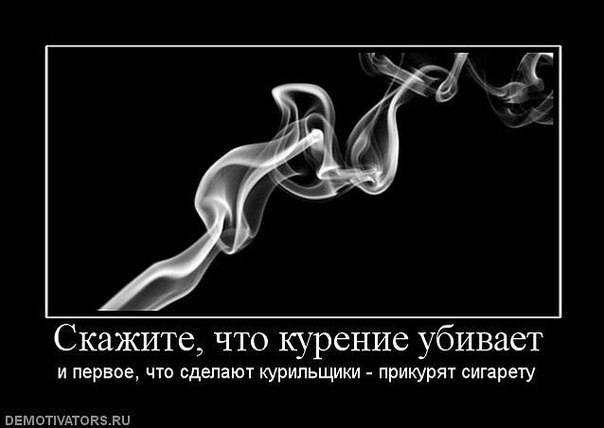 Скажите, что курение убивает
и первое, что сделают курильщики - прикурят сигарету
DEMOTIVATORS.RU